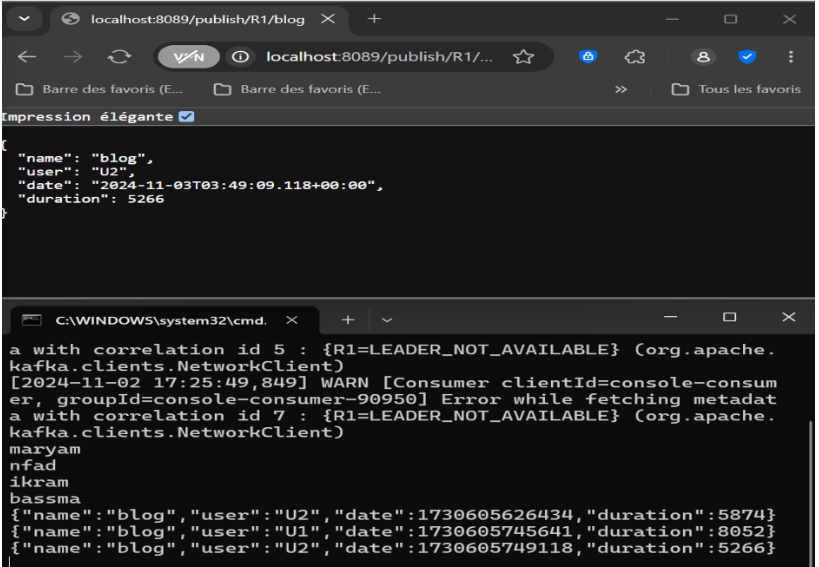 localhost:8089/publish/R1/blog
VPN localhost:8089/publish/R1/...
Barre des favoris (E... Barre des favoris (E... » Tous les favoris
Impression élégante
{
"name": "blog",
"user": "U2",
"date": "2024-11-03T03:49:09.118+00:00",
"duration": 5266
}
C:\WINDOWS\system32\cmd.
a with correlation id 5 : {R1=LEADER_NOT_AVAILABLE} (org.apache.
kafka.clients.NetworkClient)
[2024-11-02 17:25:49,849] WARN [Consumer clientId=console-consum
er, groupId=console-consumer-90950] Error while fetching metadat
a with correlation id 7 : {R1=LEADER_NOT_AVAILABLE} (org.apache.
kafka.clients.NetworkClient)
maryam
nfad
ikram
bassma
{"name":"blog","user":"U2","date":1730605626434,"duration":5874}
{"name":"blog","user":"U1","date":1730605745641,"duration":8052}
{"name":"blog","user":"U2","date":1730605749118,"duration":5266}